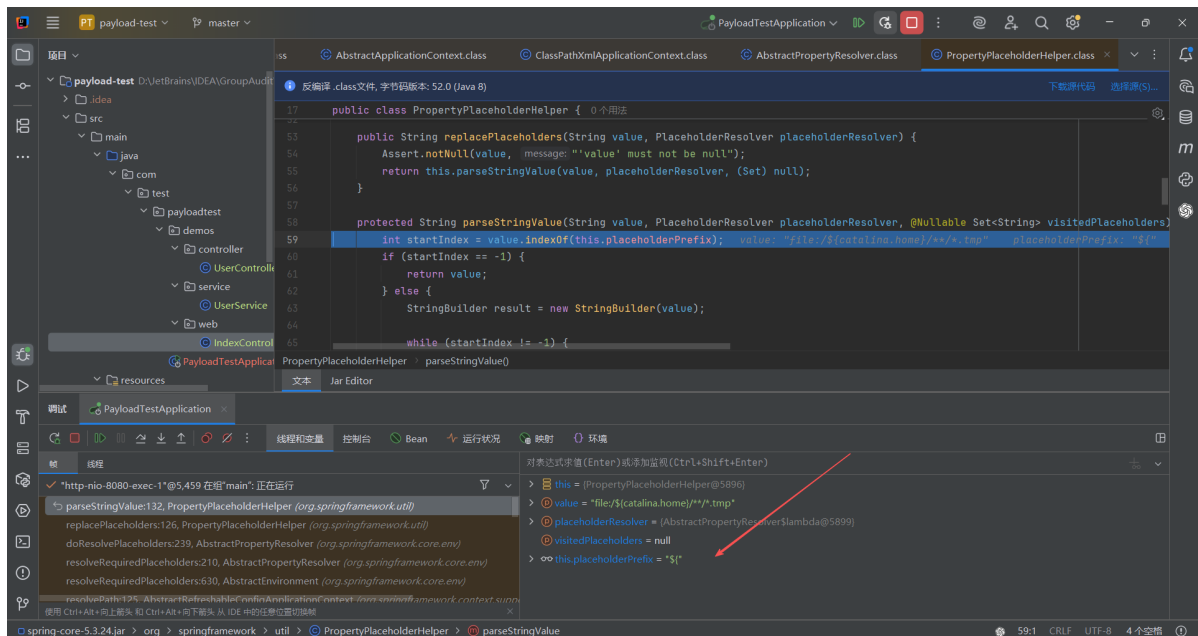 PT payload-test master PayloadTestApplication
项目
ss AbstractApplicationContext.class ClassPathXmlApplicationContext.class AbstractPropertyResolver.class PropertyPlaceholderHelper.class
payload-test D:\JetBrains\IDEA\GroupAudit
.idea
src
main
java
com
test
payloadtest
demos
controller
UserControlle
service
UserService
web
IndexControl
PayloadTestApplicat
resources
反编译 .class文件, 字节码版本: 52.0 (Java 8) 下载源代码 选择源(S)...
17 public class PropertyPlaceholderHelper { 0个用法
53 public String replacePlaceholders(String value, PlaceholderResolver placeholderResolver) {
54 Assert.notNull(value, message: "'value' must not be null");
55 return this.parseStringValue(value, placeholderResolver, (Set) null);
56 }
57
58 protected String parseStringValue(String value, PlaceholderResolver placeholderResolver, @Nullable Set<String> visitedPlaceholders)
59 int startIndex = value.indexOf(this.placeholderPrefix); value: "file:/${catalina.home}/**/*.tmp" placeholderPrefix: "${"
60 if (startIndex == -1) {
61 return value;
62 } else {
63 StringBuilder result = new StringBuilder(value);
64
65 while (startIndex != -1) {
PropertyPlaceholderHelper › parseStringValue()
文本 Jar Editor
调试 PayloadTestApplication
线程和变量 控制台 Bean 运行状况 映射 {} 环境
帧 线程
"http-nio-8080-exec-1"@5,459 在组"main": 正在运行
parseStringValue:132, PropertyPlaceholderHelper (org.springframework.util)
replacePlaceholders:126, PropertyPlaceholderHelper (org.springframework.util)
doResolvePlaceholders:239, AbstractPropertyResolver (org.springframework.core.env)
resolveRequiredPlaceholders:210, AbstractPropertyResolver (org.springframework.core.env)
resolveRequiredPlaceholders:630, AbstractEnvironment (org.springframework.core.env)
resolvePath:125, AbstractRefreshableConfigApplicationContext (org.springframework.context.suppo
使用 Ctrl+Alt+向上箭头 和 Ctrl+Alt+向下箭头 从 IDE 中的任意位置切换帧
对表达式求值(Enter)或添加监视(Ctrl+Shift+Enter)
this = {PropertyPlaceholderHelper@5896}
value = "file:/${catalina.home}/**/*.tmp"
placeholderResolver = {AbstractPropertyResolver$lambda@5899}
visitedPlaceholders = null
this.placeholderPrefix = "${"
spring-core-5.3.24.jar › org › springframework › util › PropertyPlaceholderHelper › parseStringValue 59:1 CRLF UTF-8 4个空格